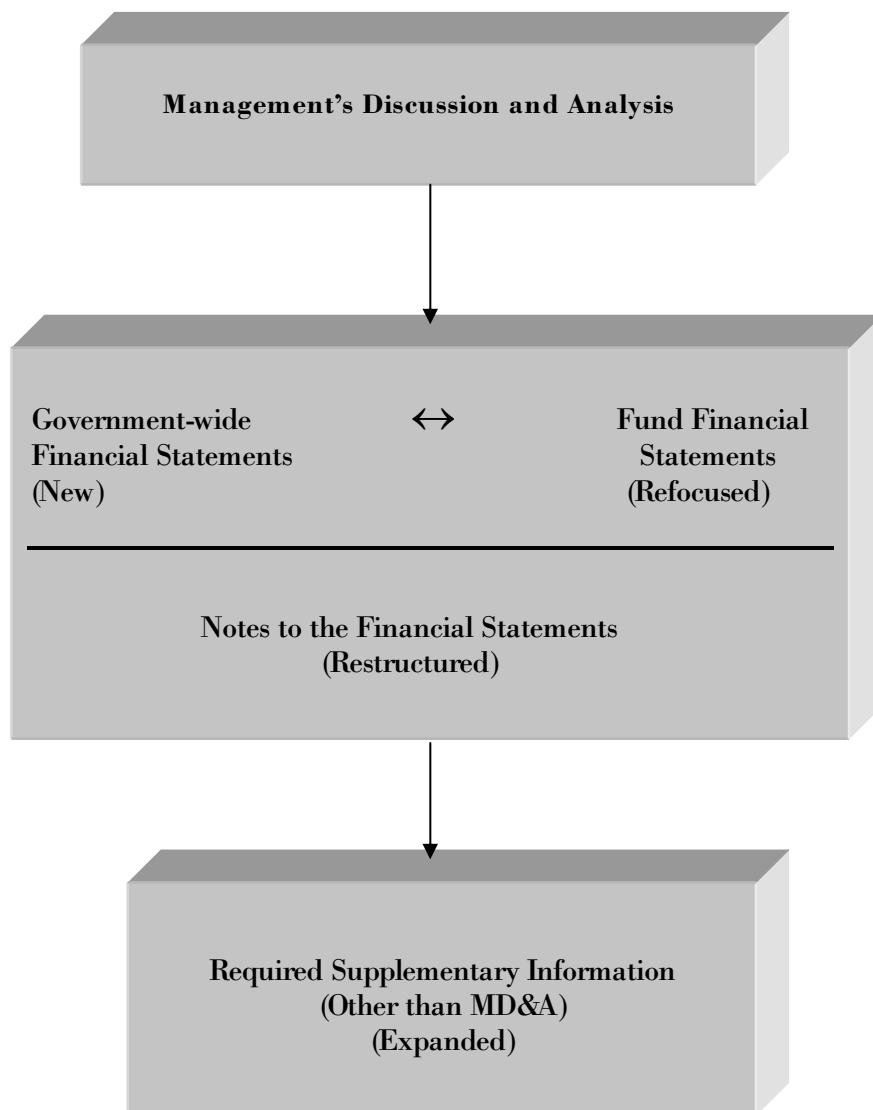 Management’s Discussion and Analysis
Government-wide ↔ Fund Financial
Financial Statements Statements
(New) (Refocused)
Notes to the Financial Statements
(Restructured)
Required Supplementary Information
(Other than MD&A)
(Expanded)